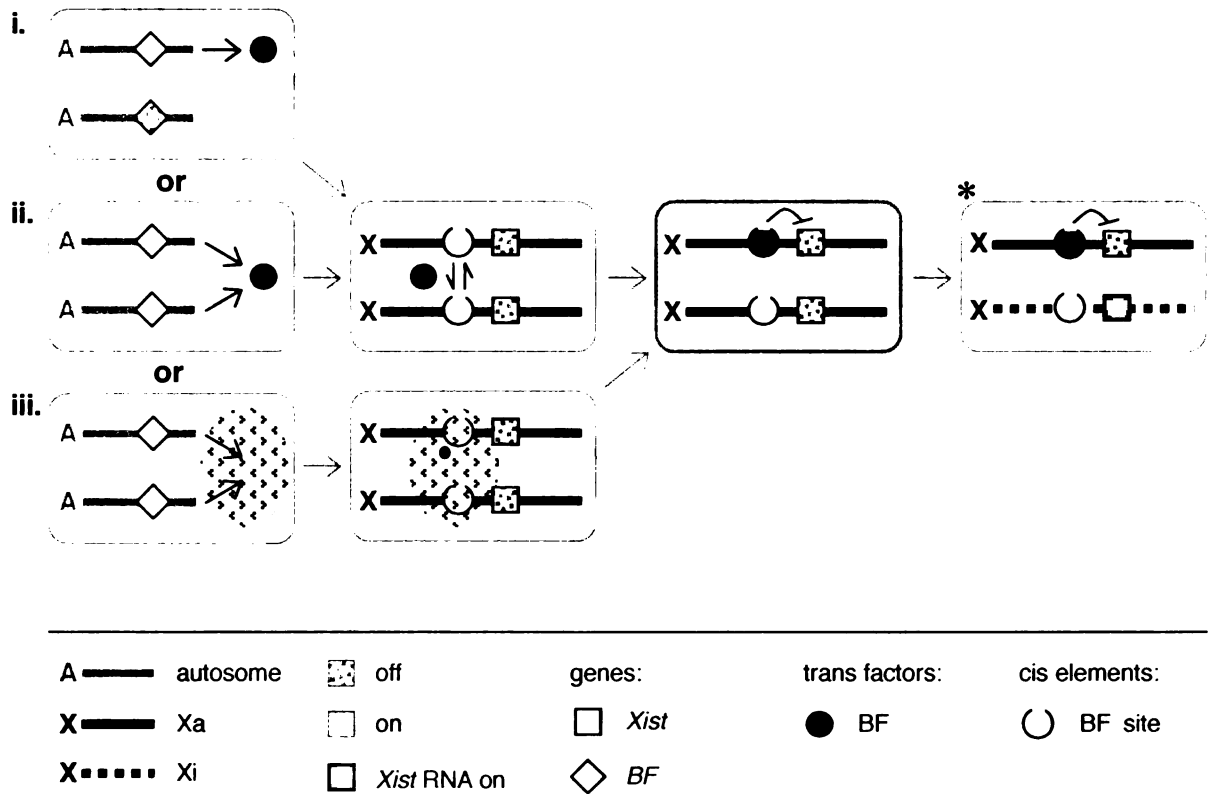 i.
A
A
or
ii.
A
A
X
X
X
X
*
X
X
or
iii.
A
A
X
X
A autosome
off
genes:
trans factors:
cis elements:
X Xa
on
Xist
BF
BF site
X Xi
Xist RNA on
BF